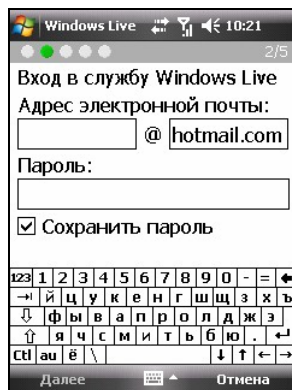 Windows Live 10:21
2/5
Вход в службу Windows Live
Адрес электронной почты:
@ hotmail.com
Пароль:
Сохранить пароль
123 1 2 3 4 5 6 7 8 9 0 - =
й ц у к е н г ш щ з х ъ
ф ы в а п р о л д ж э
я ч с м и т ь б ю .
Ctl au ё \
Далее Отмена